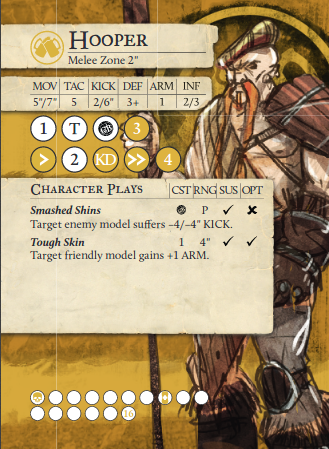 HOOPER
Melee Zone 2"
MOV TAC KICK DEF ARM INF
5"/7" 5 2/6" 3+ 1 2/3
1 T GB 3
> 2 KD >> 4
CHARACTER PLAYS CST RNG SUS OPT
Smashed Shins GB P ✓ ✖
Target enemy model suffers –4/–4" KICK.
Tough Skin 1 4" ✓ ✓
Target friendly model gains +1 ARM.
16